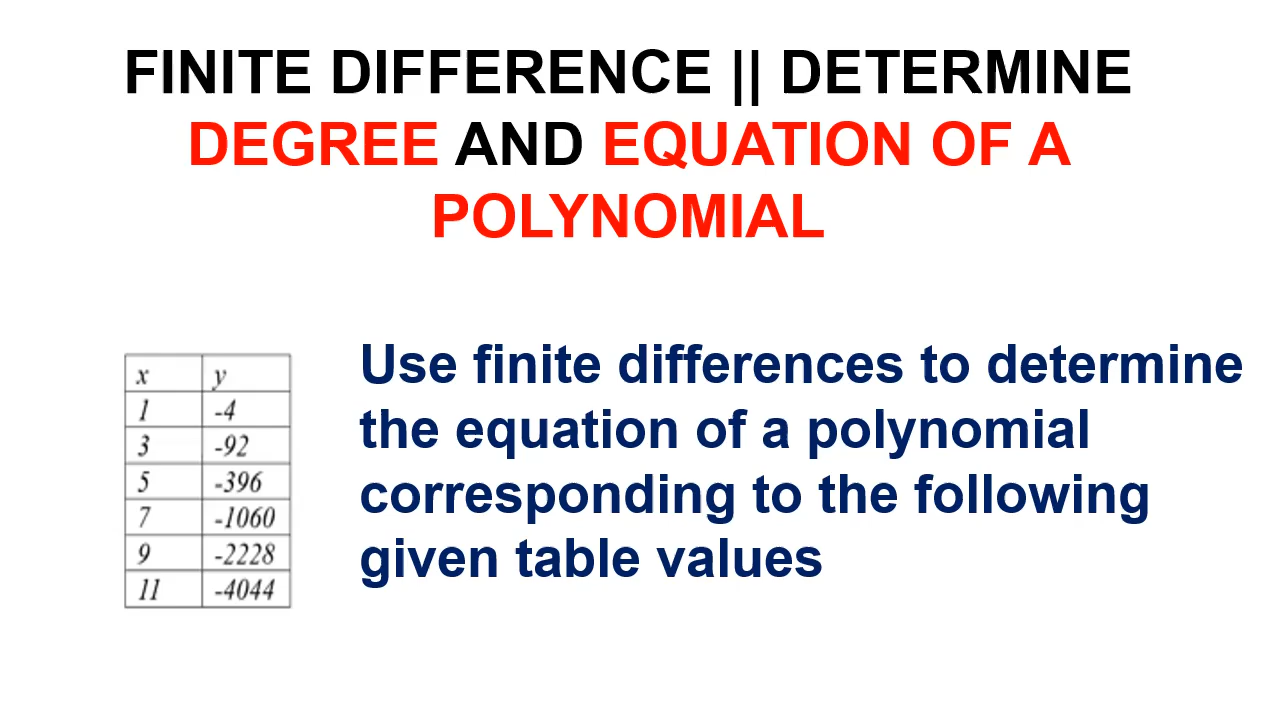 FINITE DIFFERENCE || DETERMINE
DEGREE AND EQUATION OF A
POLYNOMIAL
Use finite differences to determine
the equation of a polynomial
corresponding to the following
given table values
x y
1 -4
3 -92
5 -396
7 -1060
9 -2228
11 -4044